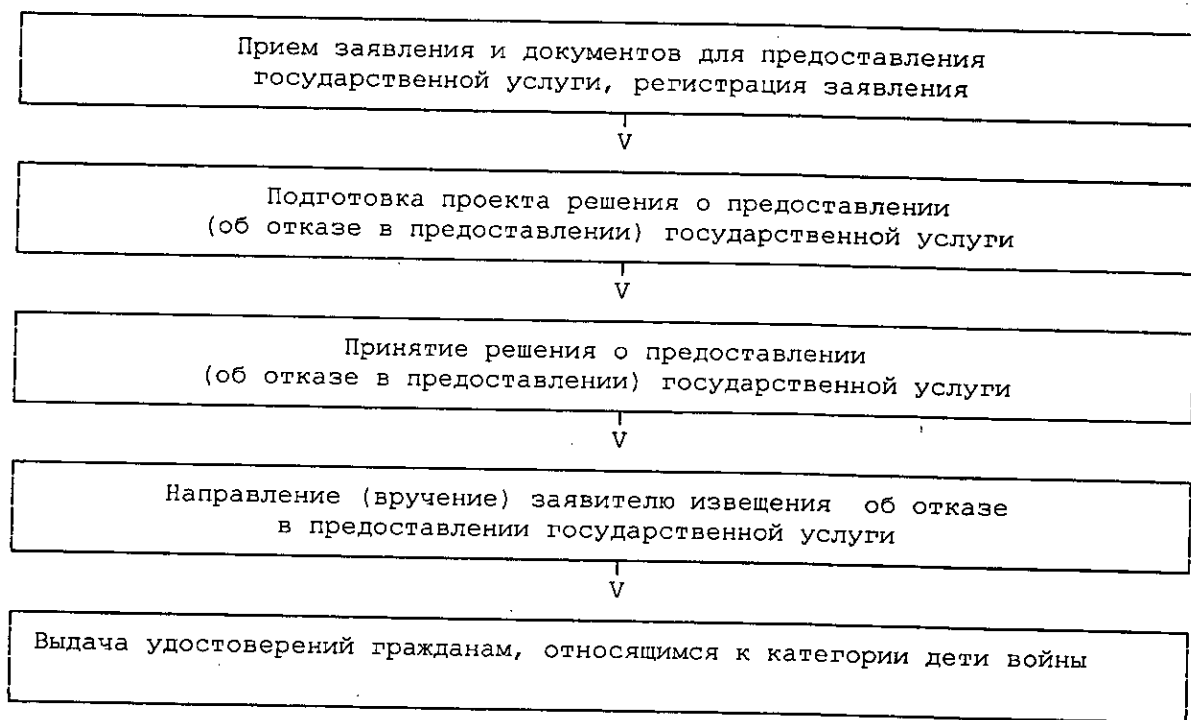 Прием заявления и документов для предоставления
государственной услуги, регистрация заявления
V
Подготовка проекта решения о предоставлении
(об отказе в предоставлении) государственной услуги
V
Принятие решения о предоставлении
(об отказе в предоставлении) государственной услуги
V
Направление (вручение) заявителю извещения об отказе
в предоставлении государственной услуги
V
Выдача удостоверений гражданам, относящимся к категории дети войны